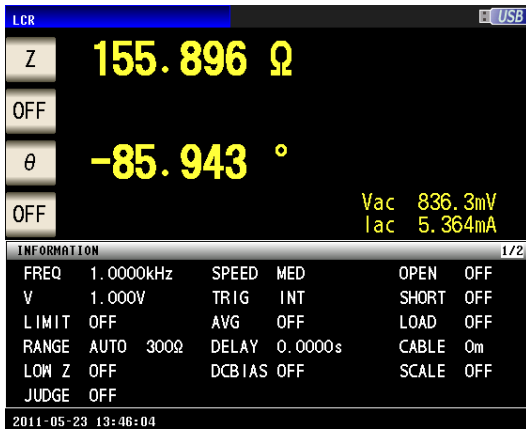 LCR USB
Z 155.896 Ω
OFF
θ -85.943 °
OFF
Vac 836.3mV
Iac 5.364mA
INFORMATION 1/2
FREQ 1.0000kHz SPEED MED OPEN OFF
V 1.000V TRIG INT SHORT OFF
LIMIT OFF AVG OFF LOAD OFF
RANGE AUTO 300Ω DELAY 0.0000s CABLE 0m
LOW Z OFF DCBIAS OFF SCALE OFF
JUDGE OFF
2011-05-23 13:46:04